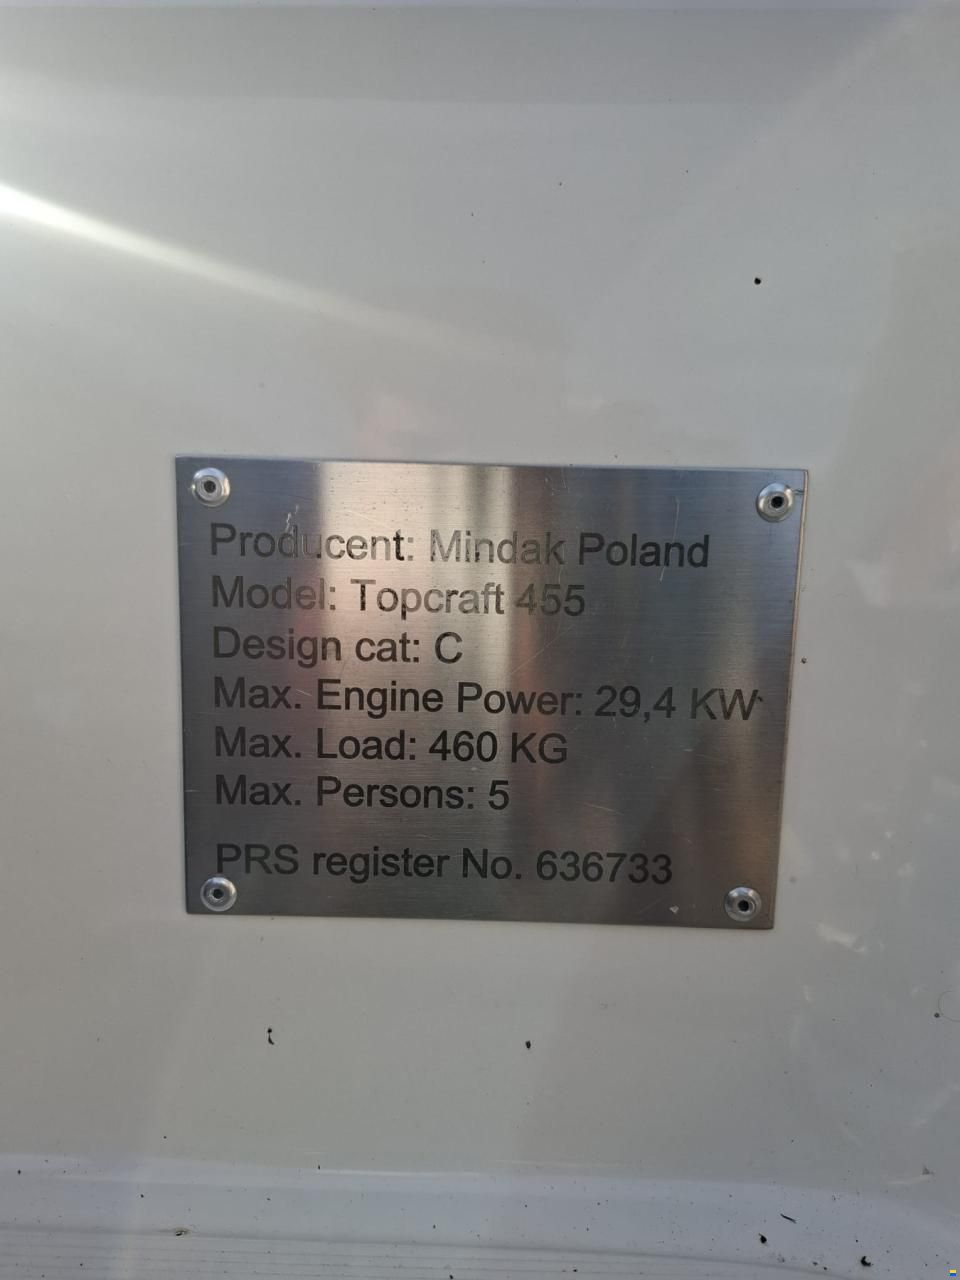 Producent: Mindak Poland
Model: Topcraft 455
Design cat: C
Max. Engine Power: 29,4 KW
Max. Load: 460 KG
Max. Persons: 5
PRS register No. 636733